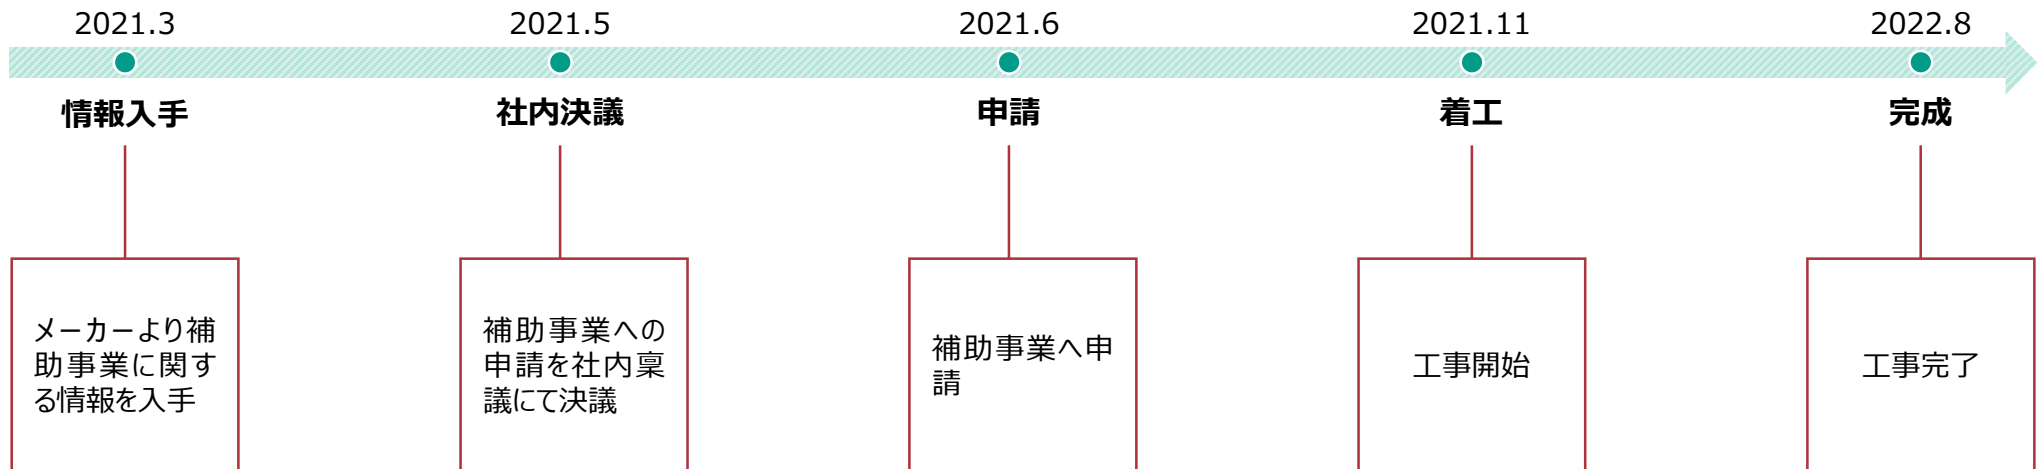 2021.3
2021.5
2021.6
2021.11
2022.8
情報入手
社内決議
申請
着工
完成
メーカーより補
助事業に関す
る情報を入手
補助事業への
申請を社内稟
議にて決議
補助事業へ申
請
工事開始
工事完了